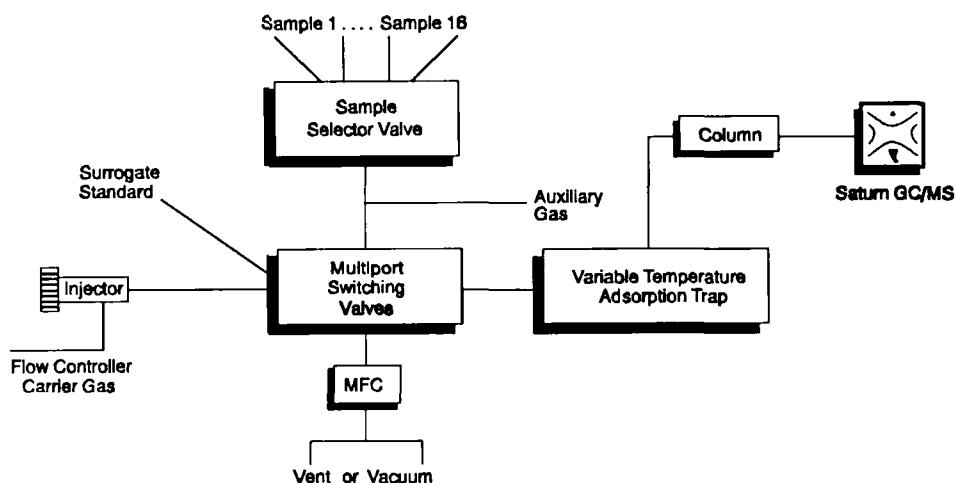 Sample 1 .... Sample 16
Sample
Selector Valve
Column
Surrogate
Standard
Auxiliary
Gas
Saturn GC/MS
Multiport
Switching
Valves
Variable Temperature
Adsorption Trap
Injector
Flow Controller
Carrier Gas
MFC
Vent or Vacuum